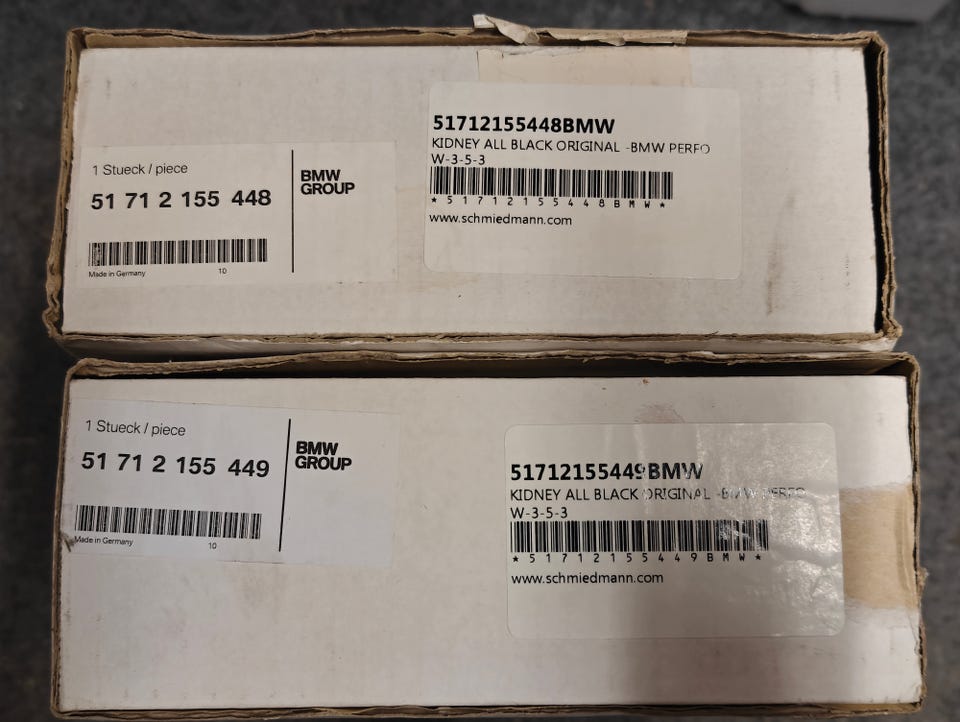 1 Stueck / piece
51 71 2 155 448
Made in Germany
10
BMW
GROUP
51712155448BMW
KIDNEY ALL BLACK ORIGINAL -BMW PERFO
W-3-5-3
*51712155448BMW*
www.schmiedmann.com
1 Stueck / piece
51 71 2 155 449
Made in Germany
10
BMW
GROUP
51712155449BMW
KIDNEY ALL BLACK ORIGINAL -BMW PERFO
W-3-5-3
*51712155449BMW*
www.schmiedmann.com